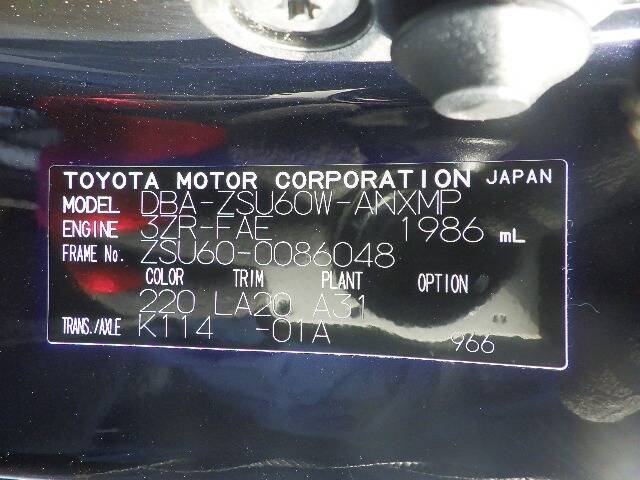 TOYOTA MOTOR CORPORATION JAPAN
MODEL DBA-ZSU60W-ANXMP
ENGINE 3ZR-FAE 1986 mL
FRAME No. ZSU60-0086048
COLOR TRIM PLANT OPTION
220 LA20 A31
TRANS./AXLE K114 -01A
966